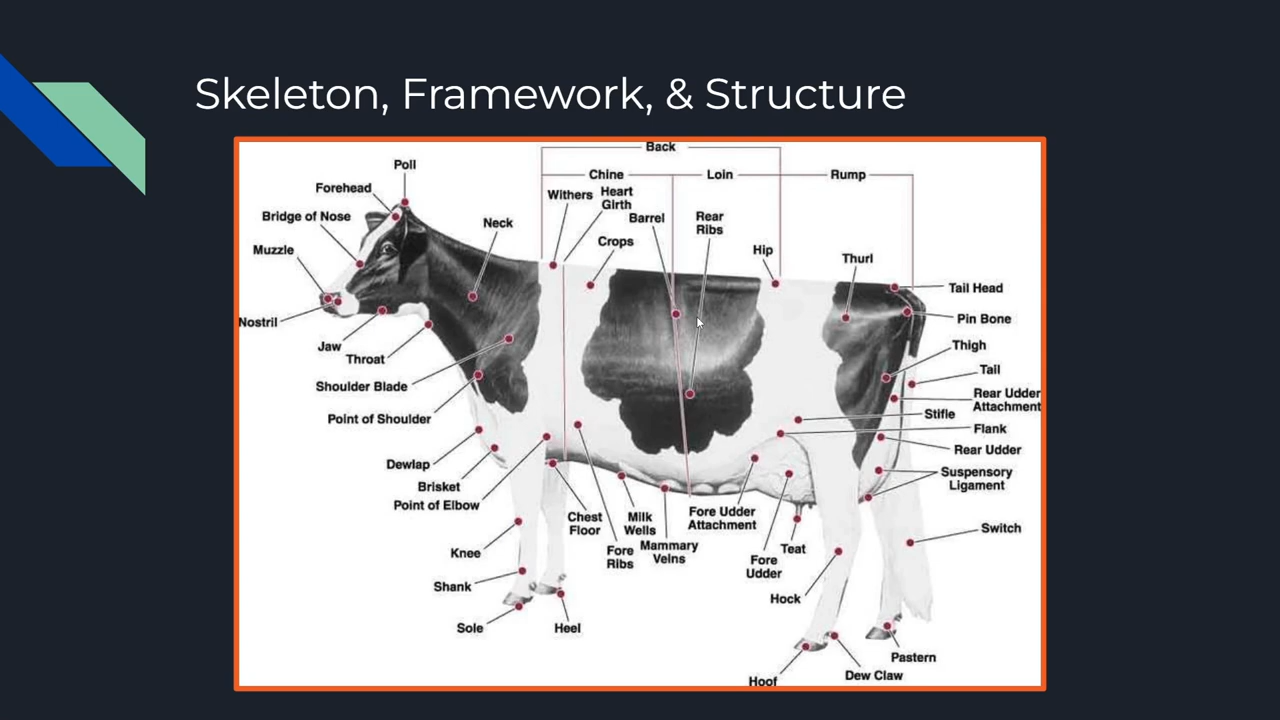 Skeleton, Framework, & Structure
Back
Chine
Loin
Rump
Poll
Forehead
Bridge of Nose
Muzzle
Nostril
Jaw
Throat
Neck
Withers
Heart
Girth
Crops
Barrel
Rear
Ribs
Hip
Thurl
Tail Head
Pin Bone
Thigh
Tail
Rear Udder
Attachment
Stifle
Flank
Rear Udder
Suspensory
Ligament
Switch
Shoulder Blade
Point of Shoulder
Dewlap
Brisket
Point of Elbow
Knee
Shank
Sole
Heel
Chest
Floor
Fore
Ribs
Milk
Wells
Mammary
Veins
Fore Udder
Attachment
Fore
Udder
Teat
Hock
Hoof
Dew Claw
Pastern